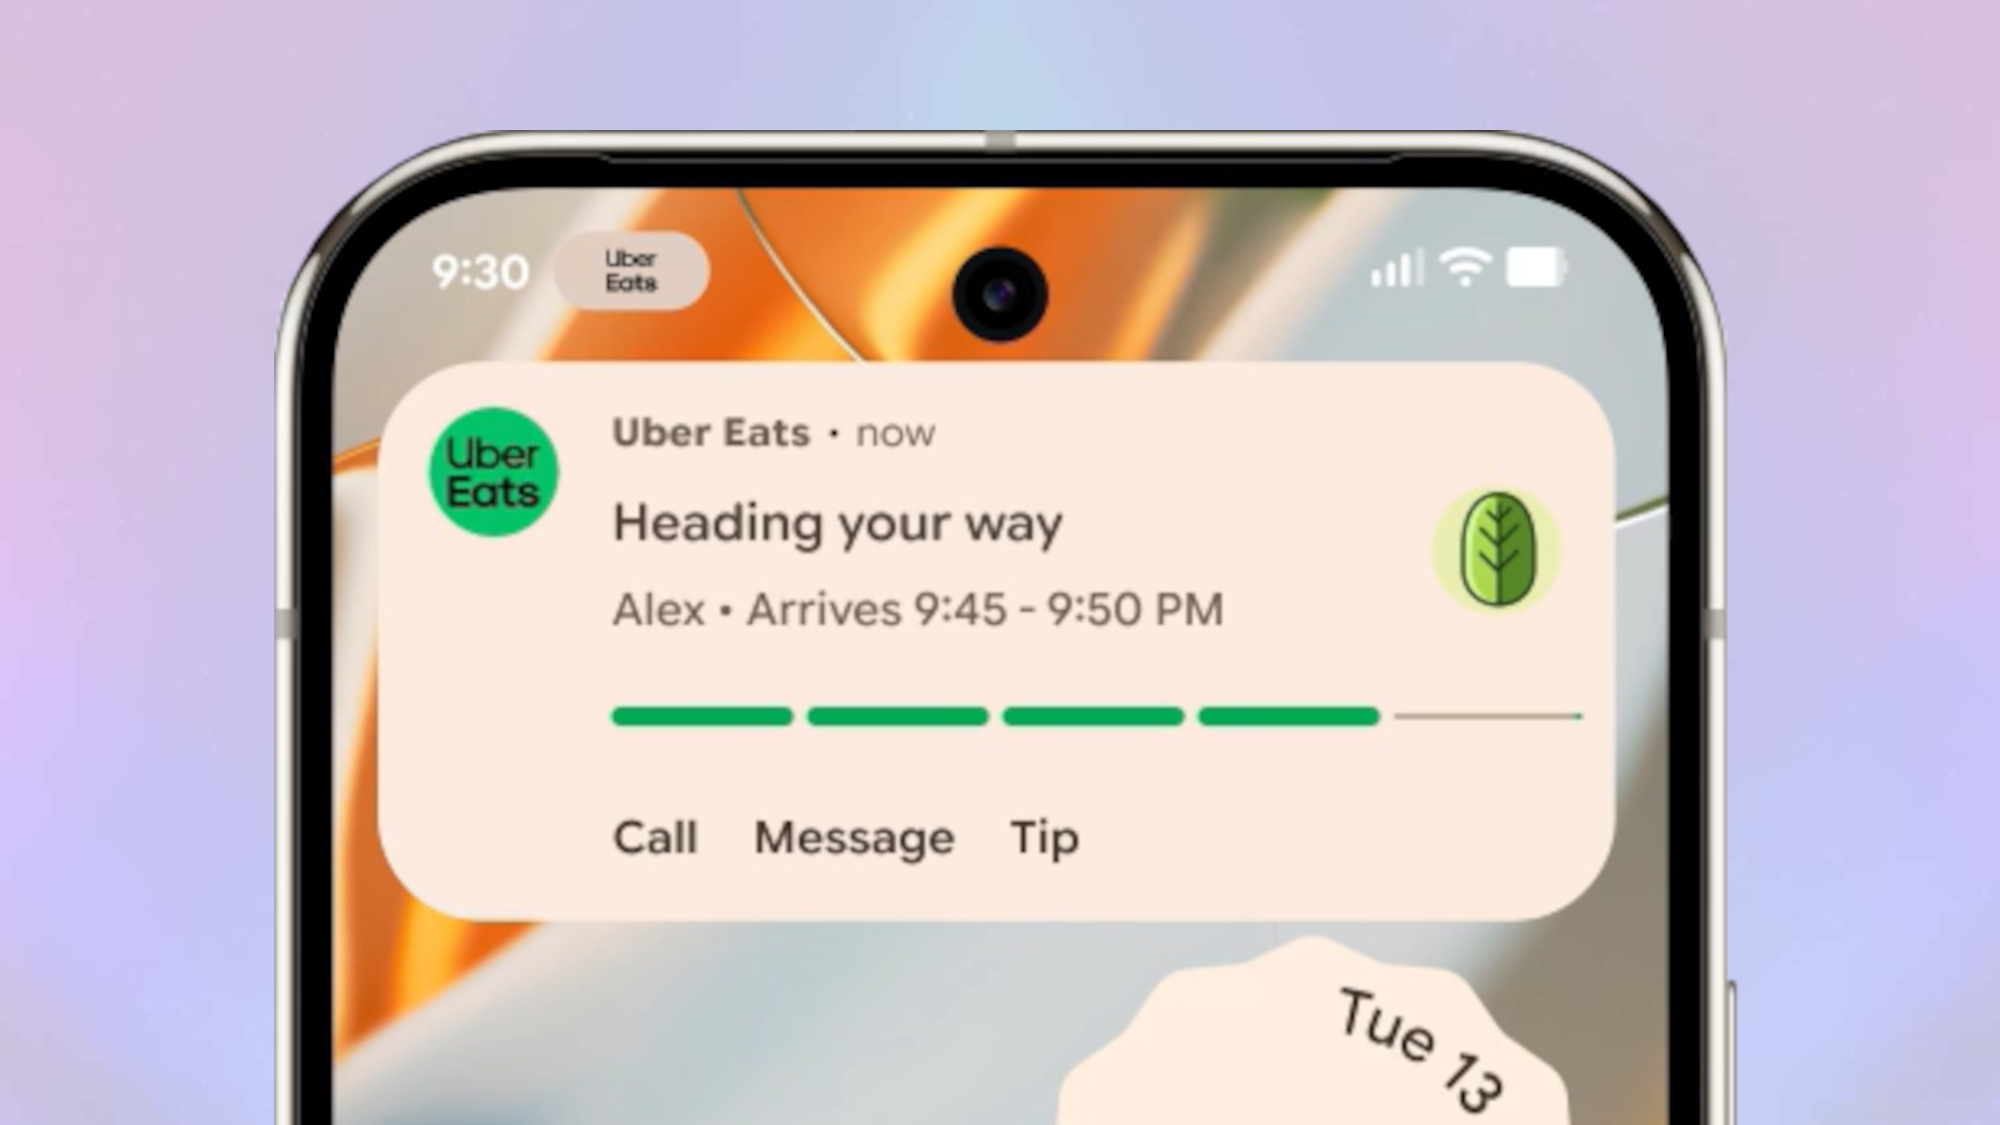 9:30
Uber
Eats
Uber
Eats
Uber Eats • now
Heading your way
Alex • Arrives 9:45 - 9:50 PM
Call Message Tip
Tue 13